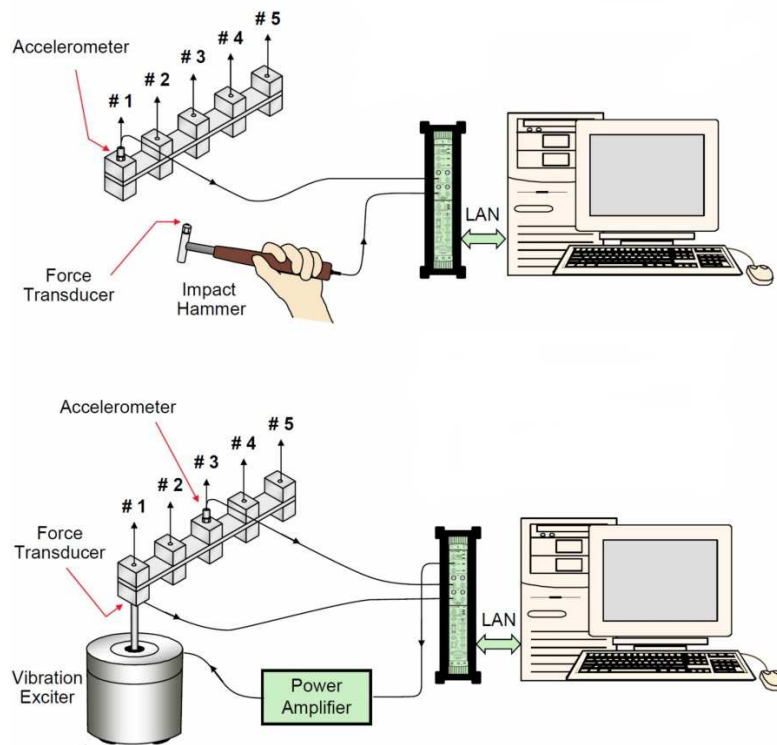 Accelerometer
# 1
# 2
# 3
# 4
# 5
Force
Transducer
Impact
Hammer
LAN
Accelerometer
# 1
# 2
# 3
# 4
# 5
Force
Transducer
Vibration
Exciter
Power
Amplifier
LAN